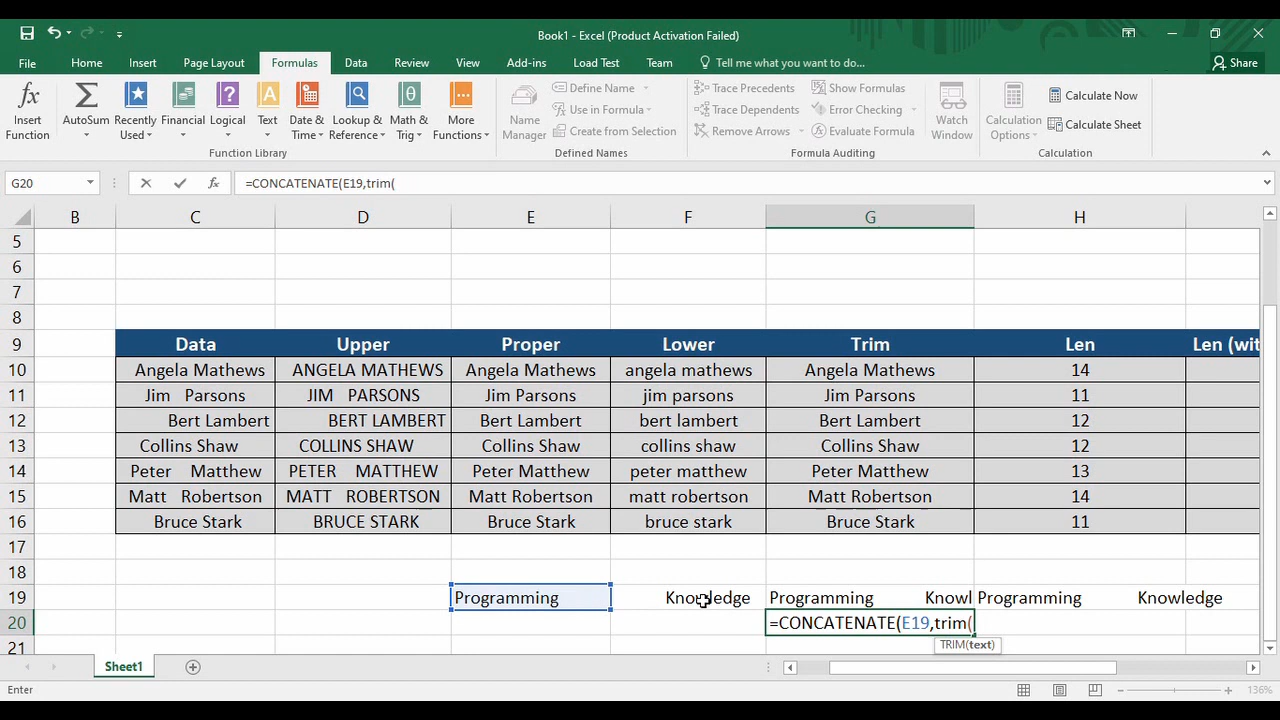 Book1 - Excel (Product Activation Failed)
File Home Insert Page Layout Formulas Data Review View Add-ins Load Test Team Tell me what you want to do... Share
Insert Function
AutoSum
Recently Used
Financial
Logical
Text
Date & Time
Lookup & Reference
Math & Trig
More Functions
Function Library
Name Manager
Define Name
Use in Formula
Create from Selection
Defined Names
Trace Precedents
Trace Dependents
Remove Arrows
Show Formulas
Error Checking
Evaluate Formula
Watch Window
Formula Auditing
Calculation Options
Calculate Now
Calculate Sheet
Calculation
G20 fx =CONCATENATE(E19,trim(
B C D E F G H
5
6
7
8
9 Data Upper Proper Lower Trim Len Len (wit
10 Angela Mathews ANGELA MATHEWS Angela Mathews angela mathews Angela Mathews 14
11 Jim Parsons JIM PARSONS Jim Parsons jim parsons Jim Parsons 11
12 Bert Lambert BERT LAMBERT Bert Lambert bert lambert Bert Lambert 12
13 Collins Shaw COLLINS SHAW Collins Shaw collins shaw Collins Shaw 12
14 Peter Matthew PETER MATTHEW Peter Matthew peter matthew Peter Matthew 13
15 Matt Robertson MATT ROBERTSON Matt Robertson matt robertson Matt Robertson 14
16 Bruce Stark BRUCE STARK Bruce Stark bruce stark Bruce Stark 11
17
18
19 Programming Knowledge Programming Knowl Programming Knowledge
20 =CONCATENATE(E19,trim(
21 TRIM(text)
Sheet1
Enter 136%